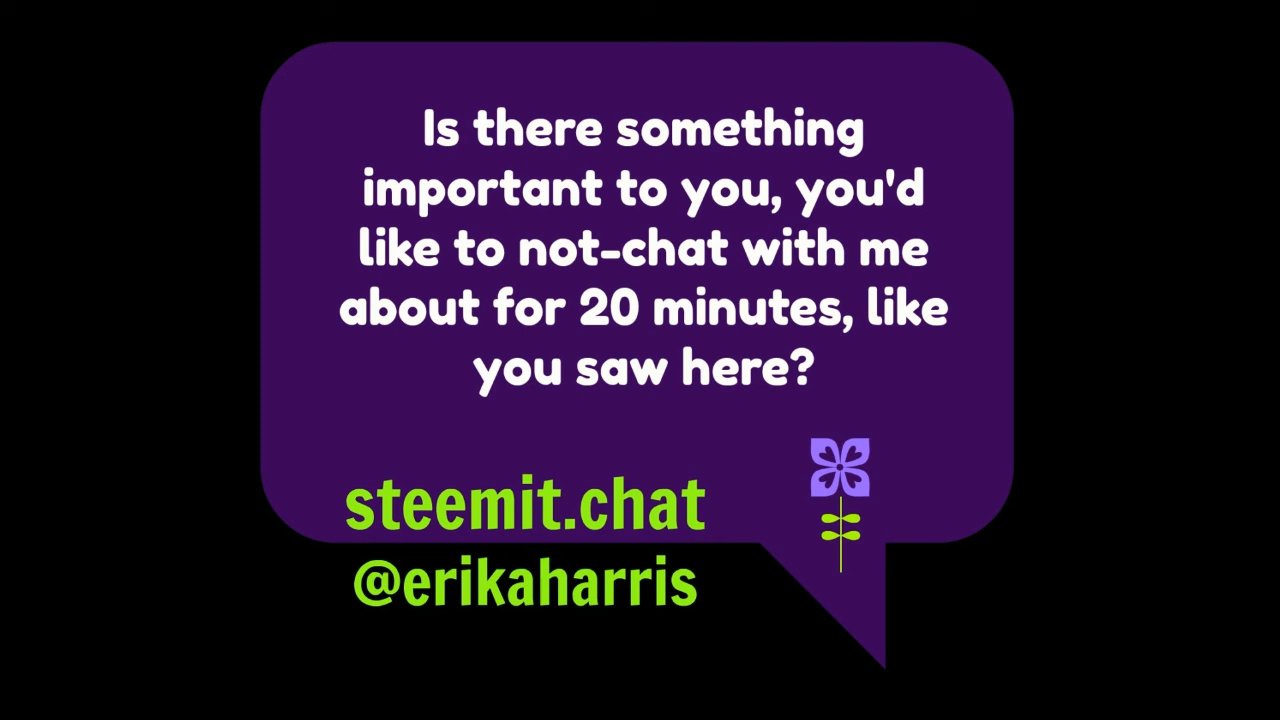 Is there something
important to you, you'd
like to not-chat with me
about for 20 minutes, like
you saw here?
steemit.chat
@erikaharris